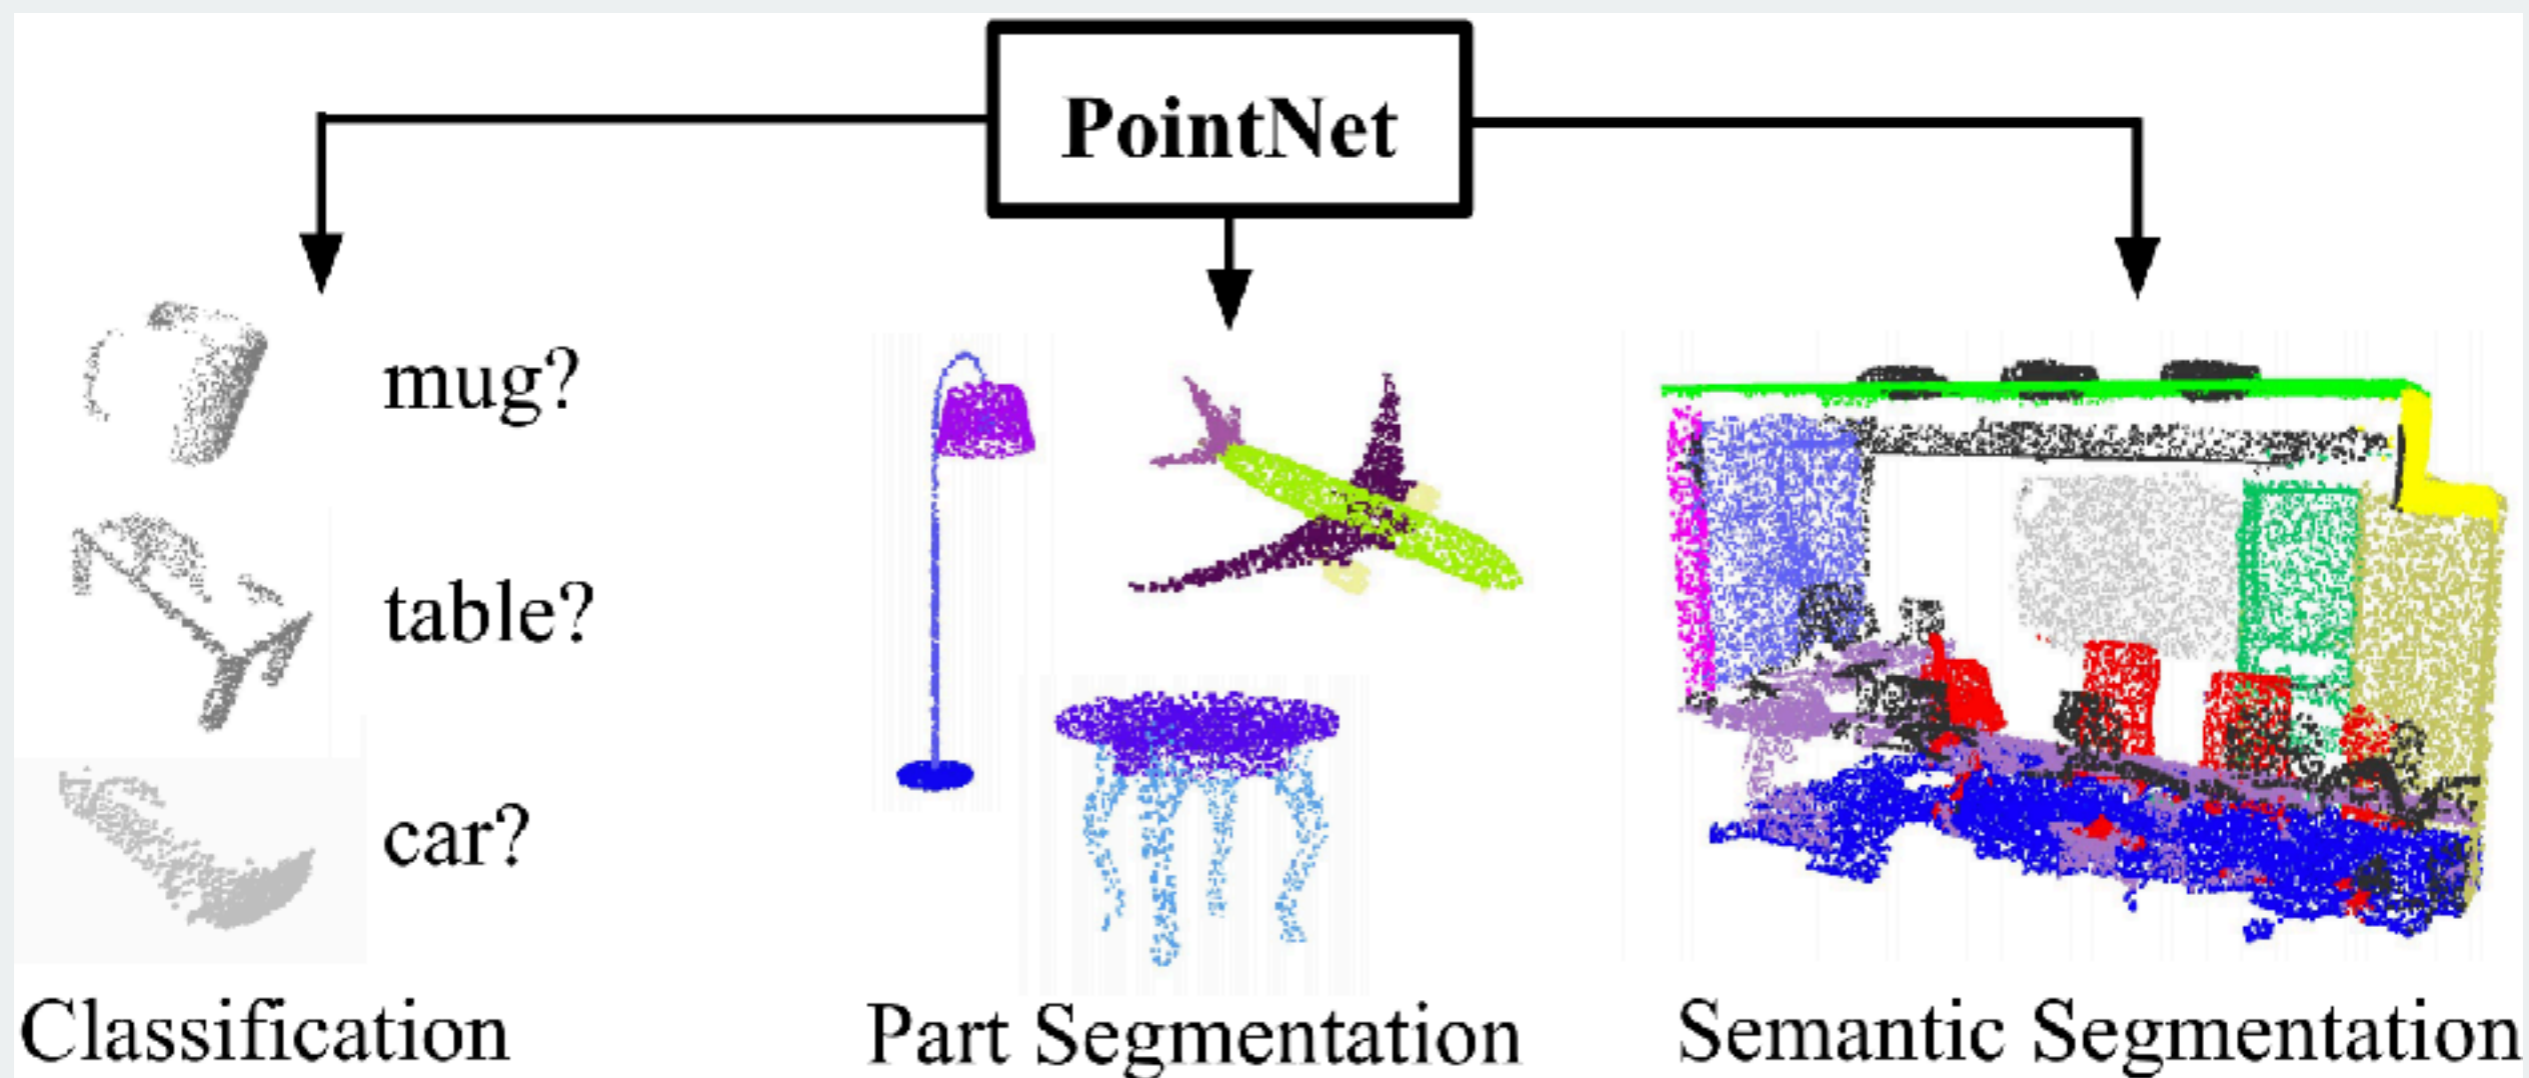 PointNet
mug?
table?
car?
Classification
Part Segmentation
Semantic Segmentation